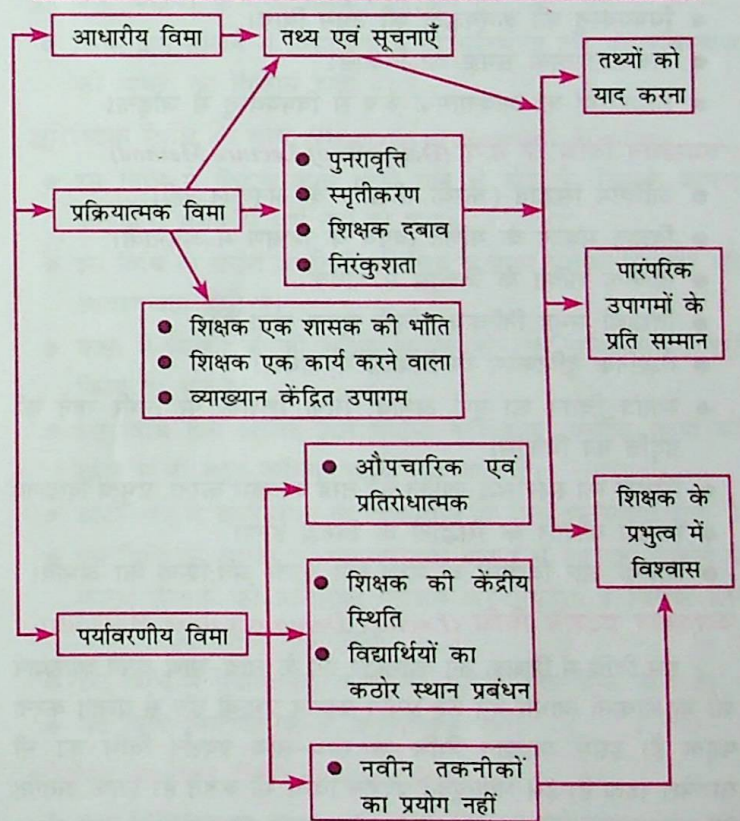 आधारीय विमा
तथ्य एवं सूचनाएँ
तथ्यों को
याद करना
प्रक्रियात्मक विमा
● पुनरावृत्ति
● स्मृतीकरण
● शिक्षक दबाव
● निरंकुशता
पारंपरिक
उपागमों के
प्रति सम्मान
● शिक्षक एक शासक की भाँति
● शिक्षक एक कार्य करने वाला
● व्याख्यान केंद्रित उपागम
● औपचारिक एवं
प्रतिरोधात्मक
शिक्षक के
प्रभुत्व में
विश्वास
पर्यावरणीय विमा
● शिक्षक की केंद्रीय
स्थिति
● विद्यार्थियों का
कठोर स्थान प्रबंधन
● नवीन तकनीकों
का प्रयोग नहीं